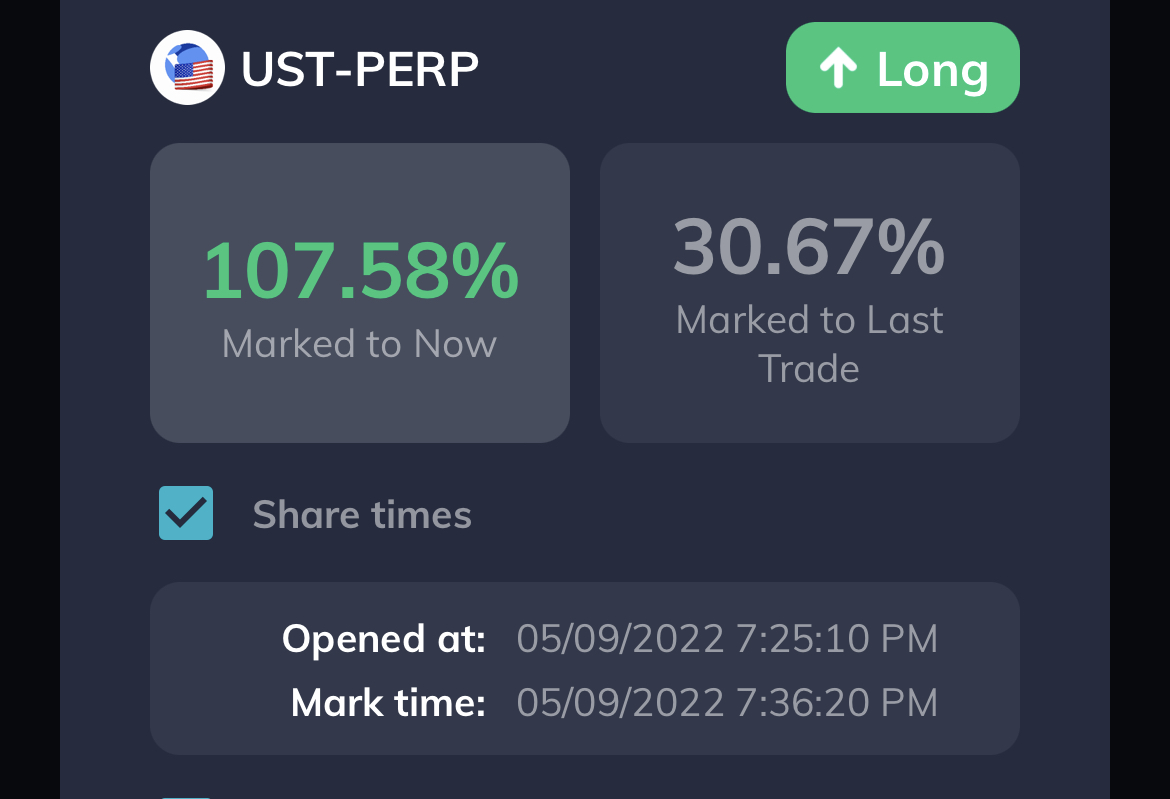 UST-PERP
Long
107.58%
Marked to Now
30.67%
Marked to Last
Trade
Share times
Opened at: 05/09/2022 7:25:10 PM
Mark time: 05/09/2022 7:36:20 PM